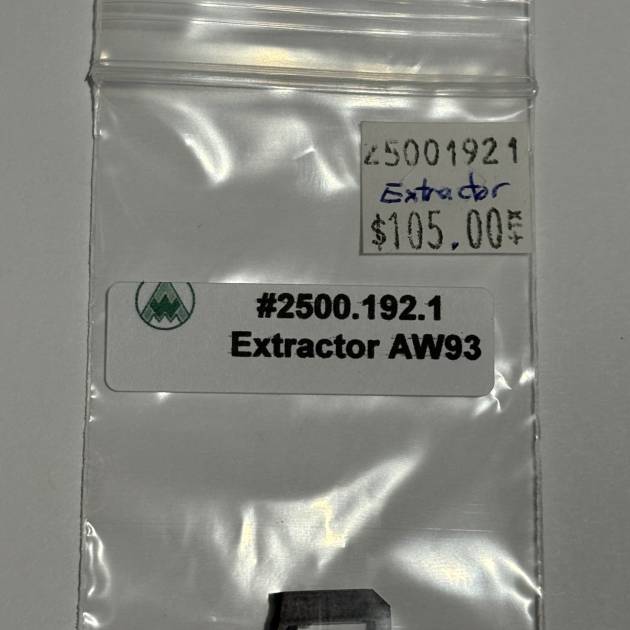 25001921
Extractor
$105.00
#2500.192.1
Extractor AW93